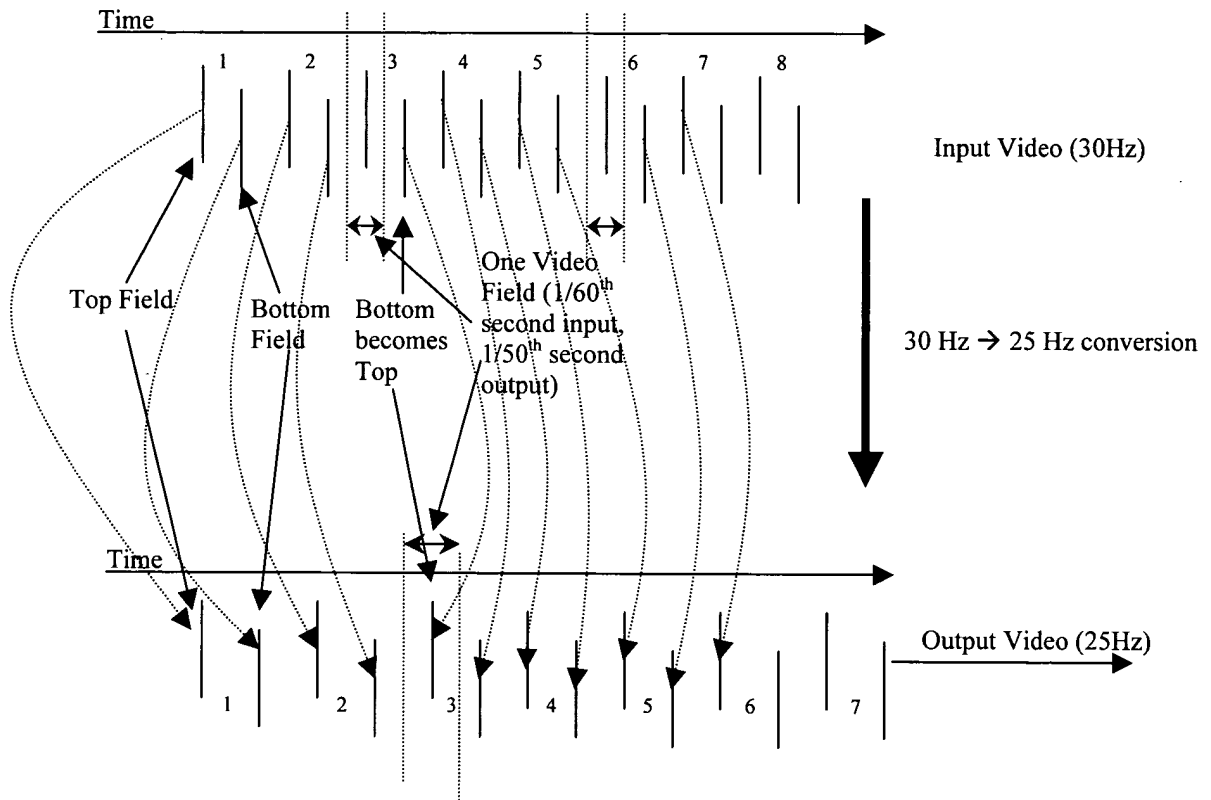 Time
1 2 3 4 5 6 7 8
Input Video (30Hz)
Top Field
Bottom
Field
Bottom
becomes
Top
One Video
Field (1/60th
second input,
1/50th second
output)
30 Hz → 25 Hz conversion
Time
Output Video (25Hz)
1 2 3 4 5 6 7